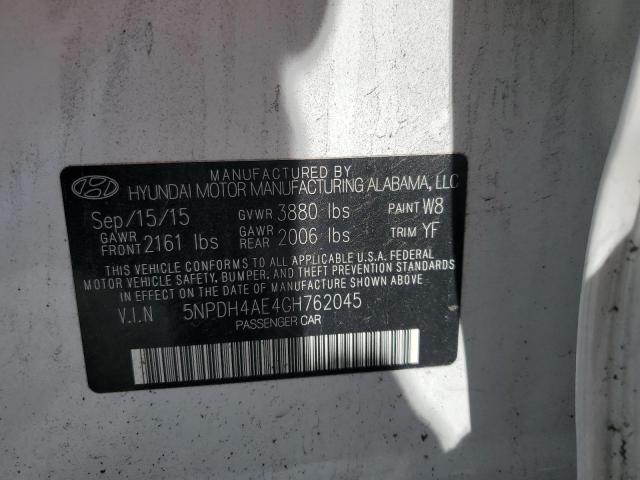 MANUFACTURED BY
HYUNDAI MOTOR MANUFACTURING ALABAMA, LLC
Sep/15/15 GVWR 3880 lbs PAINT W8
GAWR FRONT 2161 lbs GAWR REAR 2006 lbs TRIM YF
THIS VEHICLE CONFORMS TO ALL APPLICABLE U.S.A. FEDERAL
MOTOR VEHICLE SAFETY, BUMPER, AND THEFT PREVENTION
STANDARDS IN EFFECT ON THE DATE OF MANUFACTURE SHOWN ABOVE
V.I.N 5NPDH4AE4GH762045
PASSENGER CAR